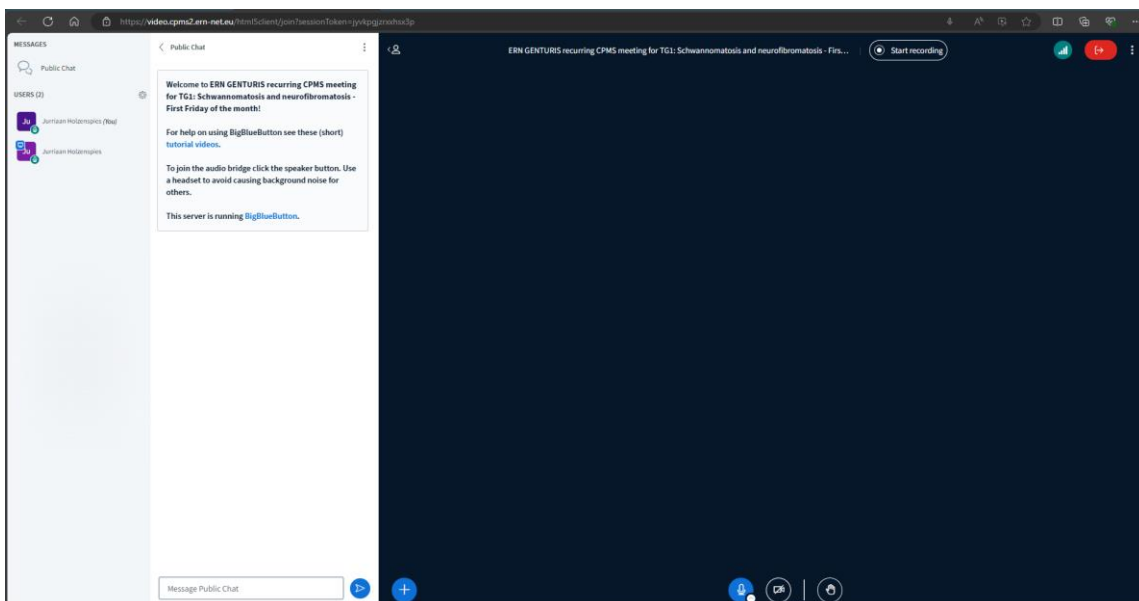 https://video.cpms2.ern-net.eu/html5client/join?sessionToken=
MESSAGES
Public Chat
USERS (2)
Ju
Jurriaan Holzenspies (You)
Ju
Jurriaan Holzenspies
Public Chat
Welcome to ERN GENTURIS recurring CPMS meeting
for TG1: Schwannomatosis and neurofibromatosis -
First Friday of the month!
For help on using BigBlueButton see these (short)
tutorial videos.
To join the audio bridge click the speaker button. Use
a headset to avoid causing background noise for
others.
This server is running BigBlueButton.
Message Public Chat
ERN GENTURIS recurring CPMS meeting for TG1: Schwannomatosis and neurofibromatosis - Firs...
Start recording